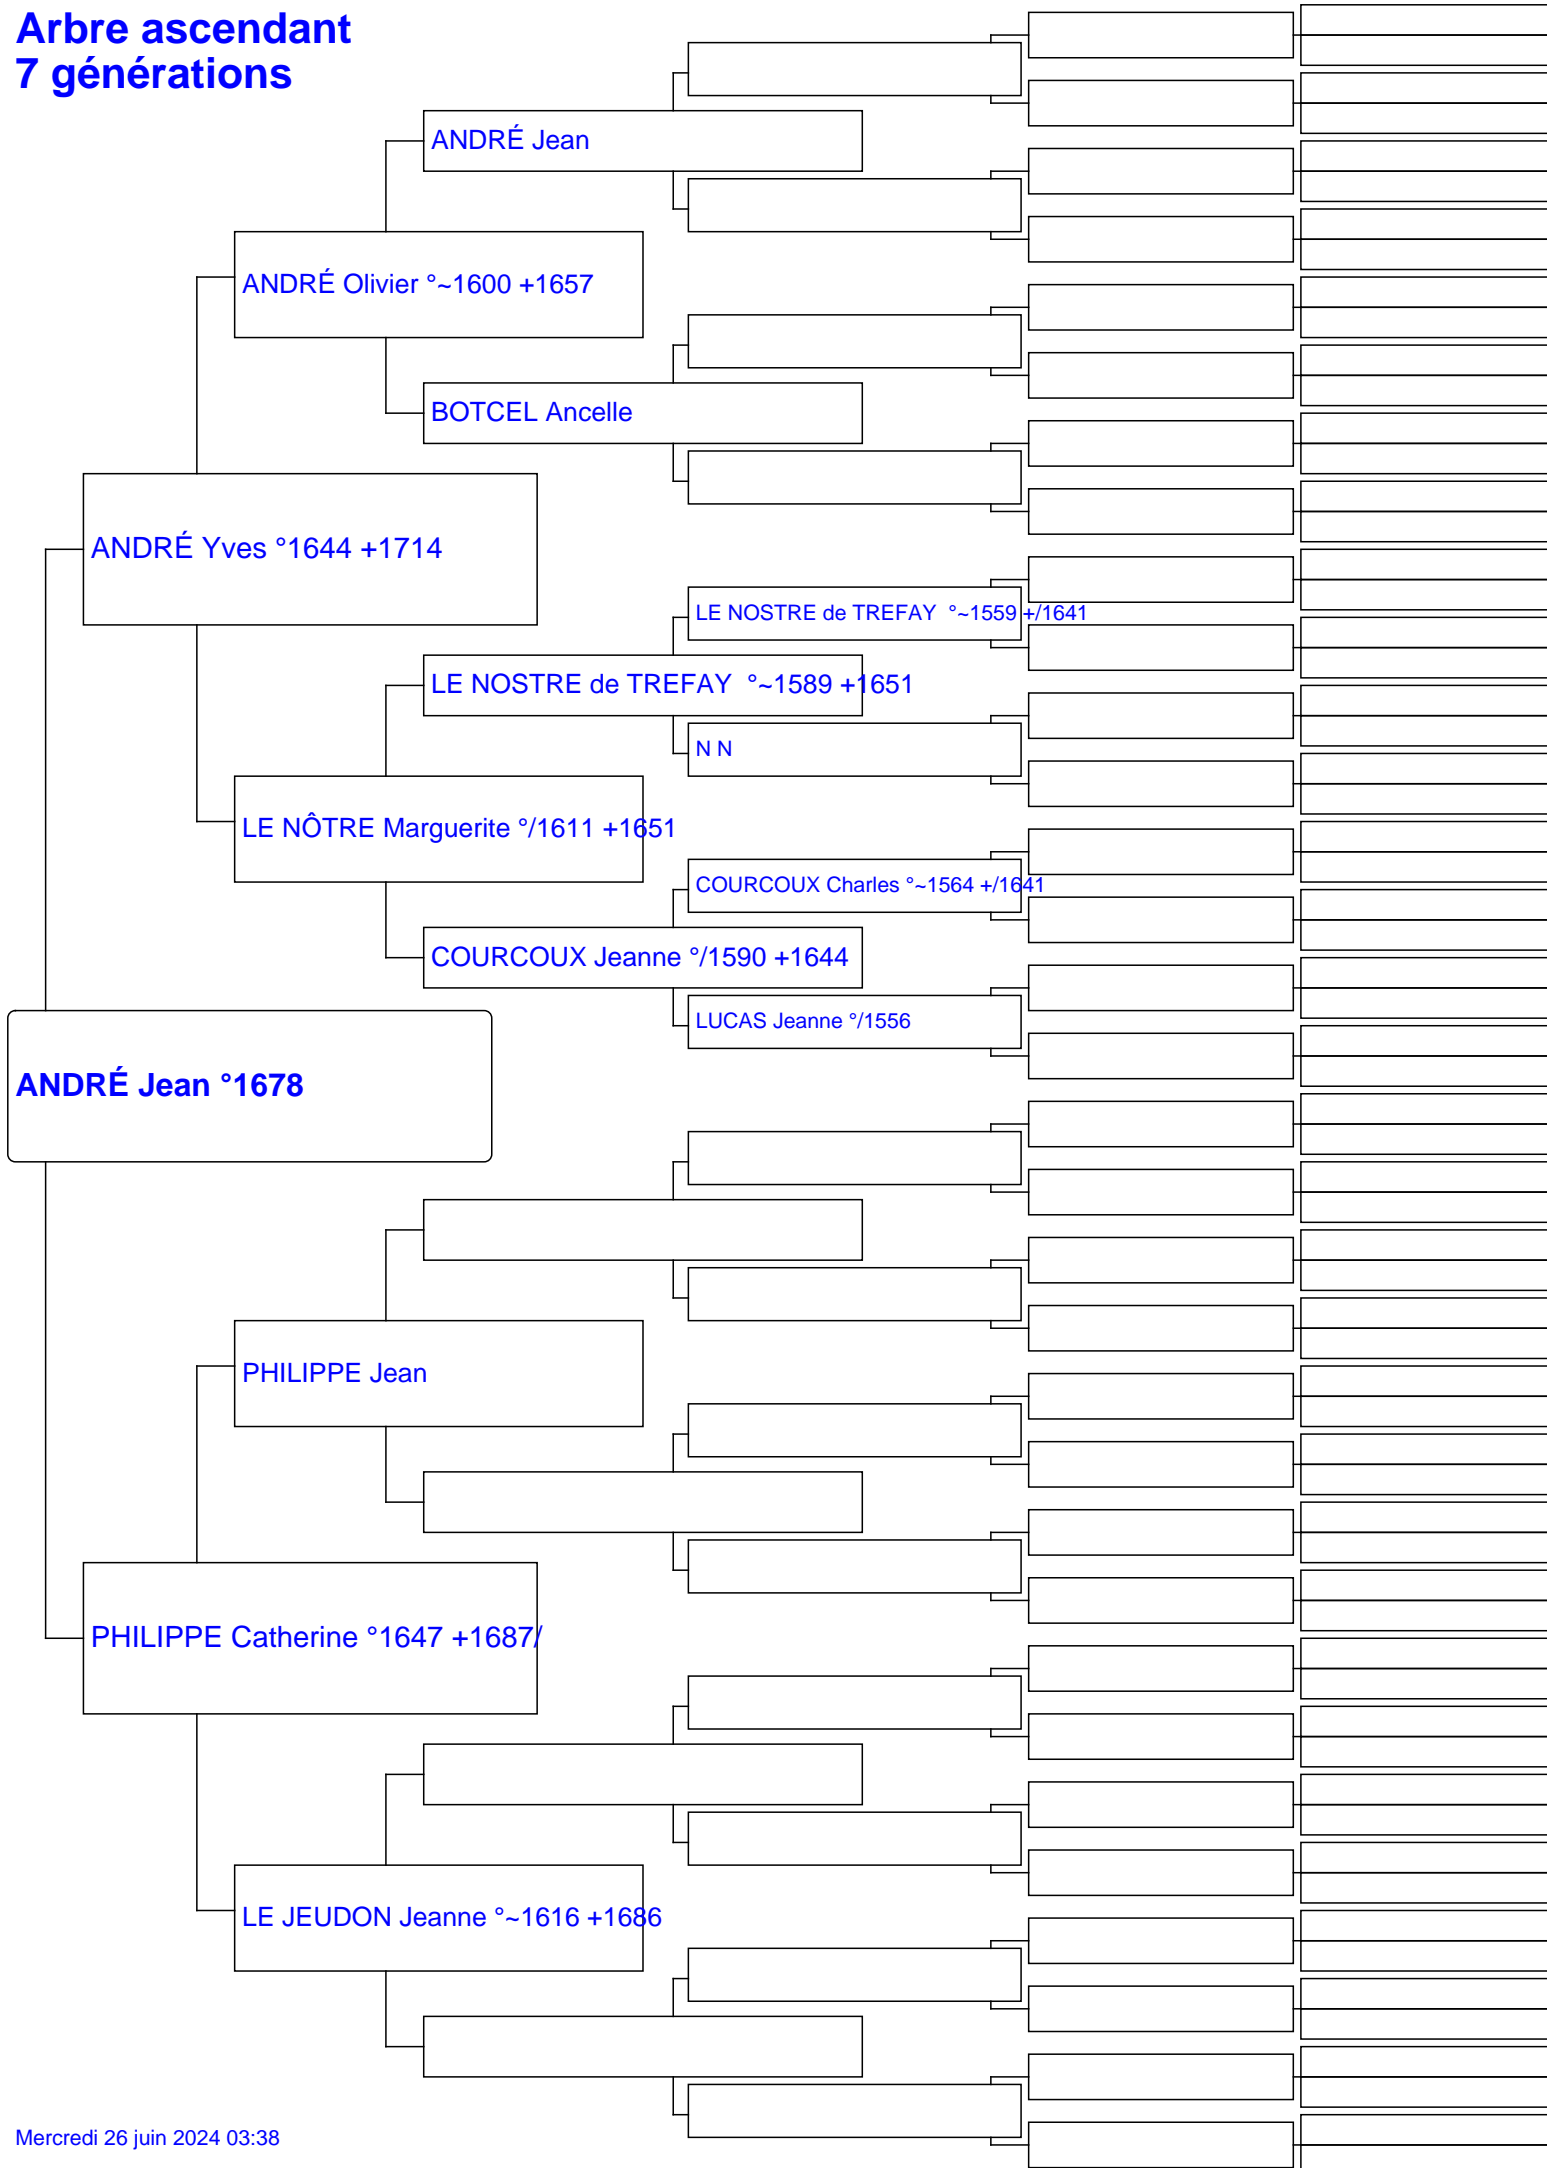 Arbre ascendant
7 générations
ANDRÉ Jean
ANDRÉ Olivier °~1600 +1657
BOTCEL Ancelle
ANDRÉ Yves °1644 +1714
LE NOSTRE de TREFAY  °~1559 +/1641
LE NOSTRE de TREFAY  °~1589 +1651
N N
LE NÔTRE Marguerite °/1611 +1651
COURCOUX Charles °~1564 +/1641
COURCOUX Jeanne °/1590 +1644
LUCAS Jeanne °/1556
ANDRÉ Jean °1678
PHILIPPE Jean
PHILIPPE Catherine °1647 +1687/
LE JEUDON Jeanne °~1616 +1686
Mercredi 26 juin 2024 03:38